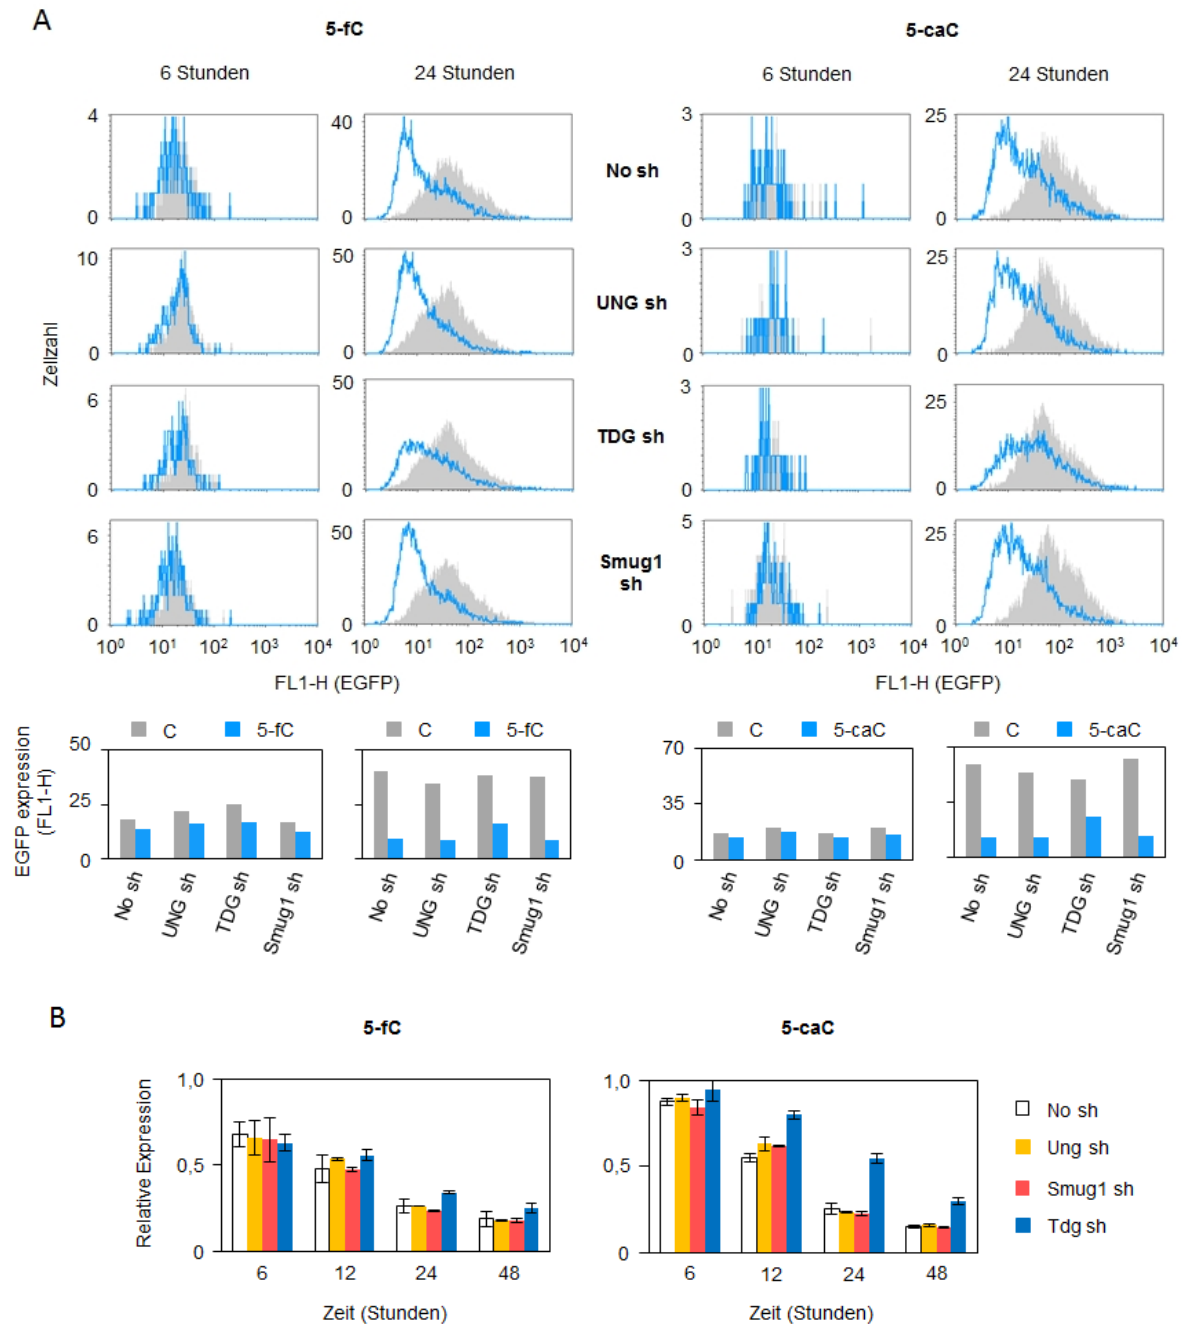 A
5-fC
5-caC
6 Stunden
24 Stunden
6 Stunden
24 Stunden
4
0
40
20
0
No sh
3
2
1
0
25
0
10
0
50
0
UNG sh
3
0
25
0
Zellzahl
6
0
50
0
TDG sh
3
0
25
0
6
0
50
0
Smug1
sh
5
0
25
0
10⁰ 10¹ 10² 10³ 10⁴
10⁰ 10¹ 10² 10³ 10⁴
10⁰ 10¹ 10² 10³ 10⁴
10⁰ 10¹ 10² 10³ 10⁴
FL1-H (EGFP)
FL1-H (EGFP)
C 5-fC
C 5-fC
C 5-caC
C 5-caC
EGFP expression
(FL1-H)
50
25
0
70
35
0
No sh UNG sh TDG sh Smug1 sh
No sh UNG sh TDG sh Smug1 sh
No sh UNG sh TDG sh Smug1 sh
No sh UNG sh TDG sh Smug1 sh
B
5-fC
5-caC
Relative Expression
1,0
0,5
0
1,0
0,5
0
6 12 24 48
6 12 24 48
Zeit (Stunden)
Zeit (Stunden)
No sh
Ung sh
Smug1 sh
Tdg sh